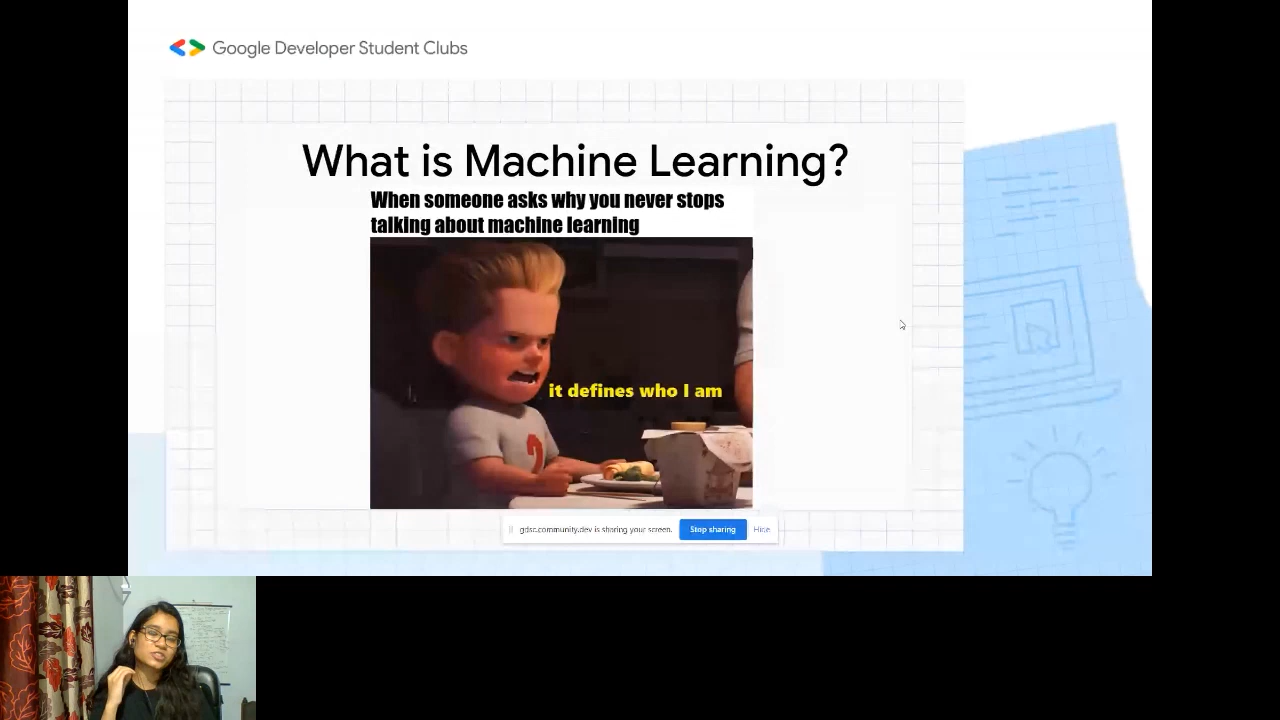 Google Developer Student Clubs
What is Machine Learning?
When someone asks why you never stops
talking about machine learning
it defines who I am
gdsc.community.dev is sharing your screen. Stop sharing Hide